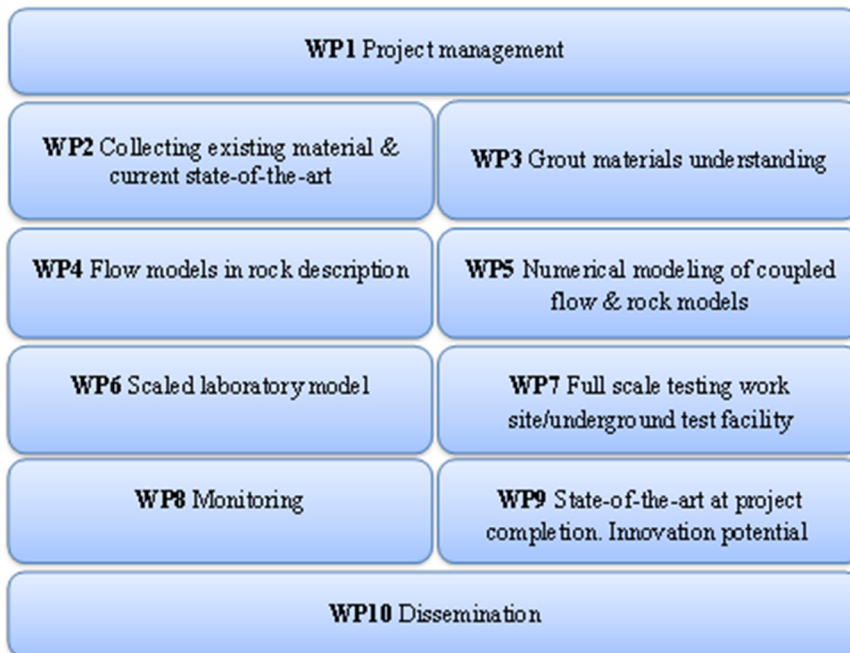 WP1 Project management
WP2 Collecting existing material &
current state-of-the-art
WP3 Grout materials understanding
WP4 Flow models in rock description
WP5 Numerical modeling of coupled
flow & rock models
WP6 Scaled laboratory model
WP7 Full scale testing work
site/underground test facility
WP8 Monitoring
WP9 State-of-the-art at project
completion. Innovation potential
WP10 Dissemination